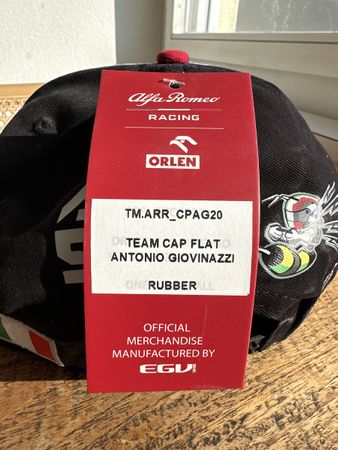 Alfa Romeo
RACING
ORLEN
TM.ARR_CPAG20
TEAM CAP FLAT
ANTONIO GIOVINAZZI
RUBBER
OFFICIAL
MERCHANDISE
MANUFACTURED BY
EGV